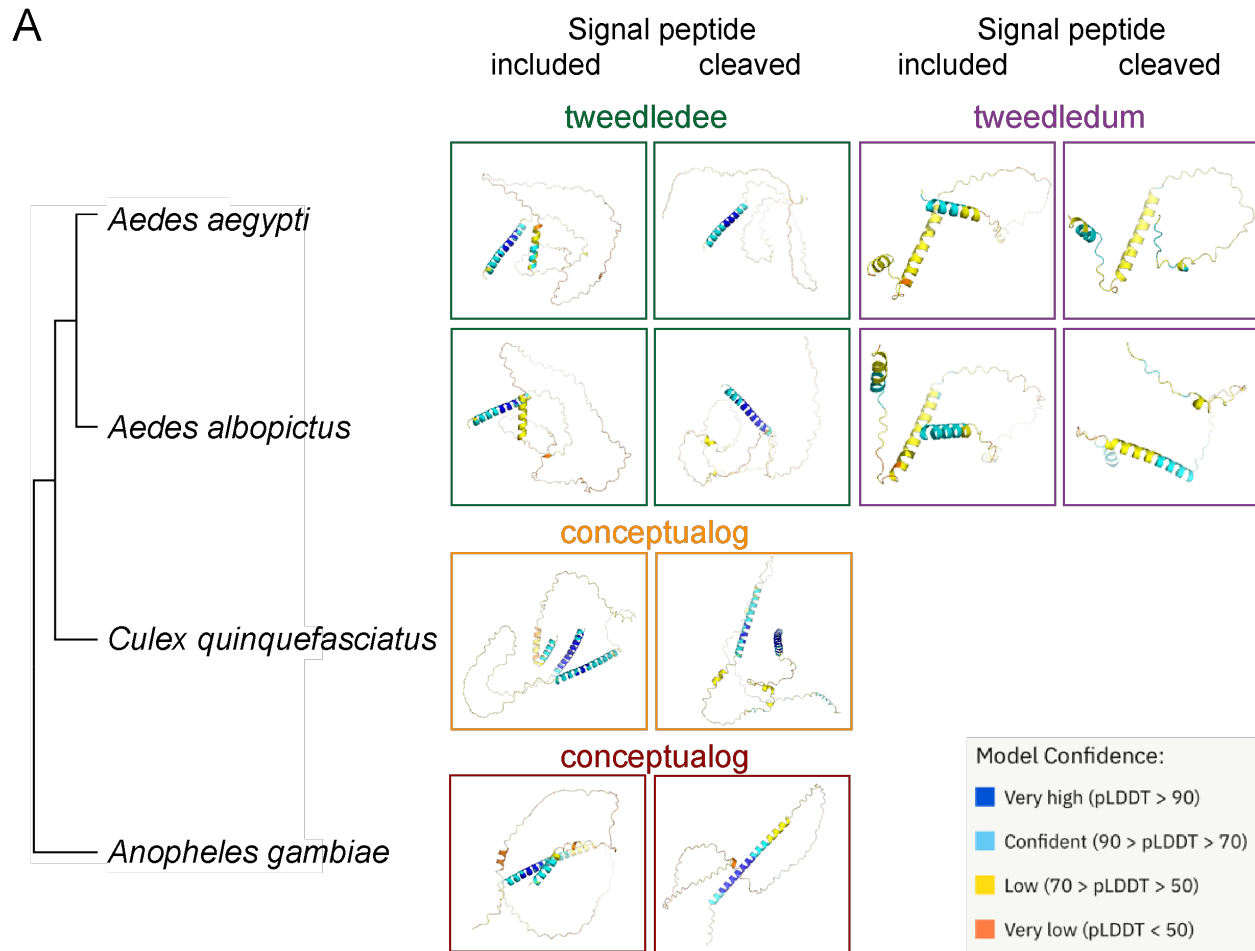 A
Signal peptide
included cleaved
Signal peptide
included cleaved
tweedledee
tweedledum
Aedes aegypti
Aedes albopictus
conceptualog
Culex quinquefasciatus
conceptualog
Anopheles gambiae
Model Confidence:
Very high (pLDDT > 90)
Confident (90 > pLDDT > 70)
Low (70 > pLDDT > 50)
Very low (pLDDT < 50)